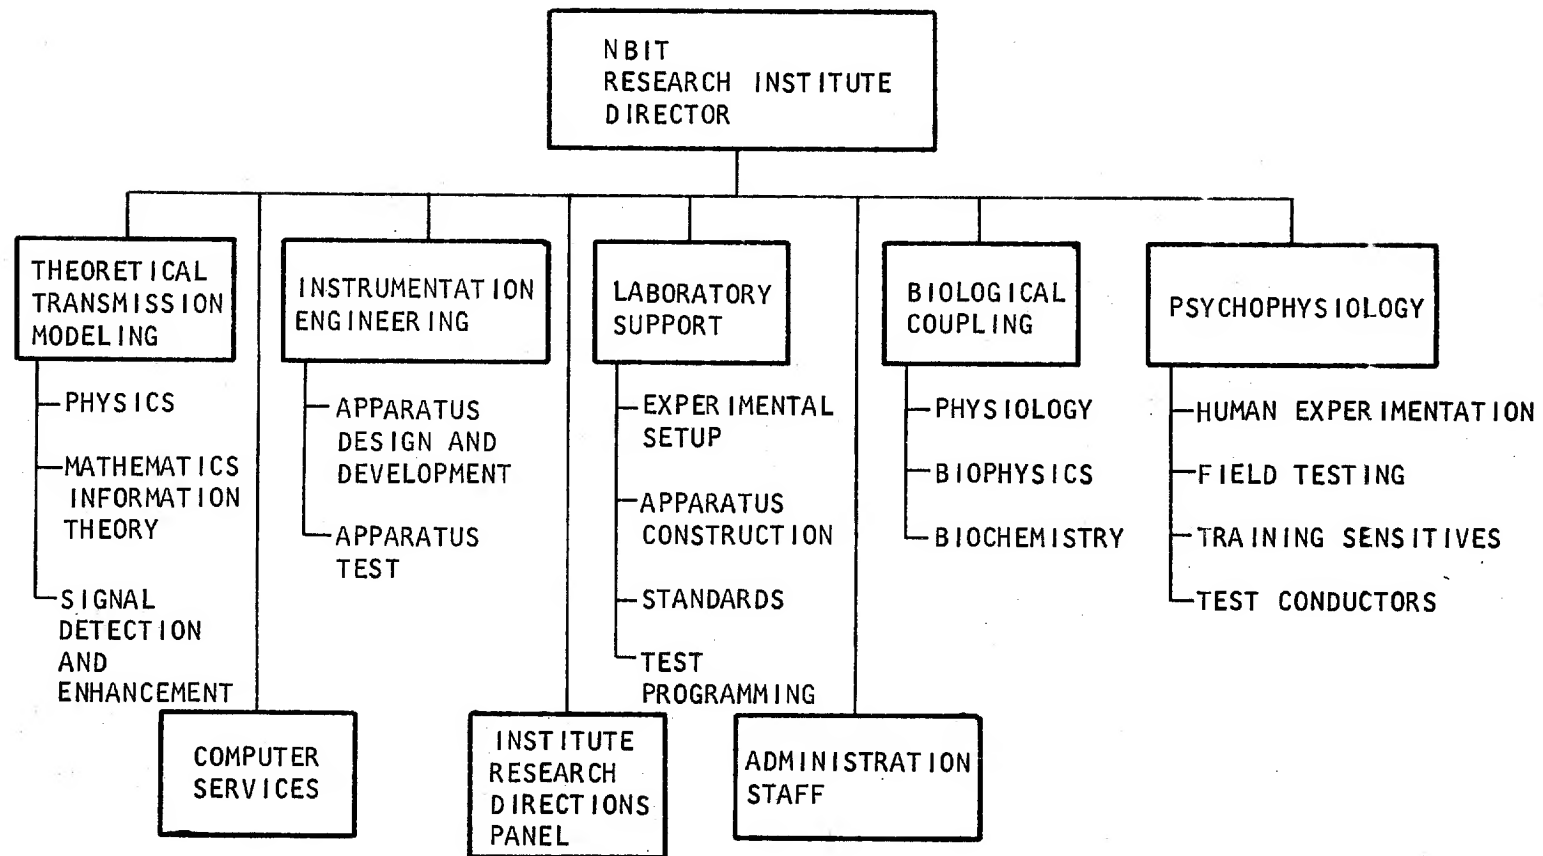 NBIT
RESEARCH INSTITUTE
DIRECTOR
THEORETICAL
TRANSMISSION
MODELING
PHYSICS
MATHEMATICS
INFORMATION
THEORY
SIGNAL
DETECTION
AND
ENHANCEMENT
INSTRUMENTATION
ENGINEERING
APPARATUS
DESIGN AND
DEVELOPMENT
APPARATUS
TEST
LABORATORY
SUPPORT
EXPERIMENTAL
SETUP
APPARATUS
CONSTRUCTION
STANDARDS
TEST
PROGRAMMING
BIOLOGICAL
COUPLING
PHYSIOLOGY
BIOPHYSICS
BIOCHEMISTRY
PSYCHOPHYSIOLOGY
HUMAN EXPERIMENTATION
FIELD TESTING
TRAINING SENSITIVES
TEST CONDUCTORS
COMPUTER
SERVICES
INSTITUTE
RESEARCH
DIRECTIONS
PANEL
ADMINISTRATION
STAFF